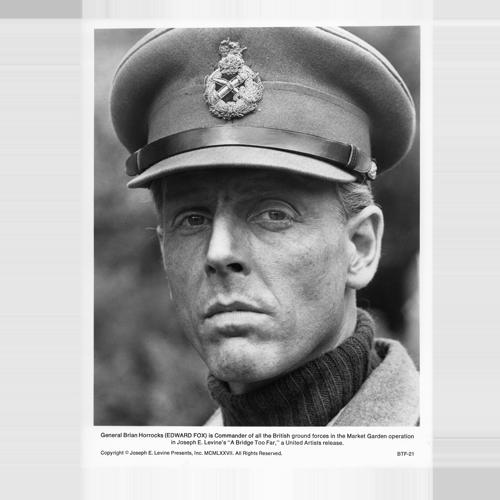 General Brian Horrocks (EDWARD FOX) is Commander of all the British ground forces in the Market Garden operation
in Joseph E. Levine's "A Bridge Too Far," a United Artists release.
Copyright © Joseph E. Levine Presents, Inc. MCMLXXVII. All Rights Reserved.
BTF-21